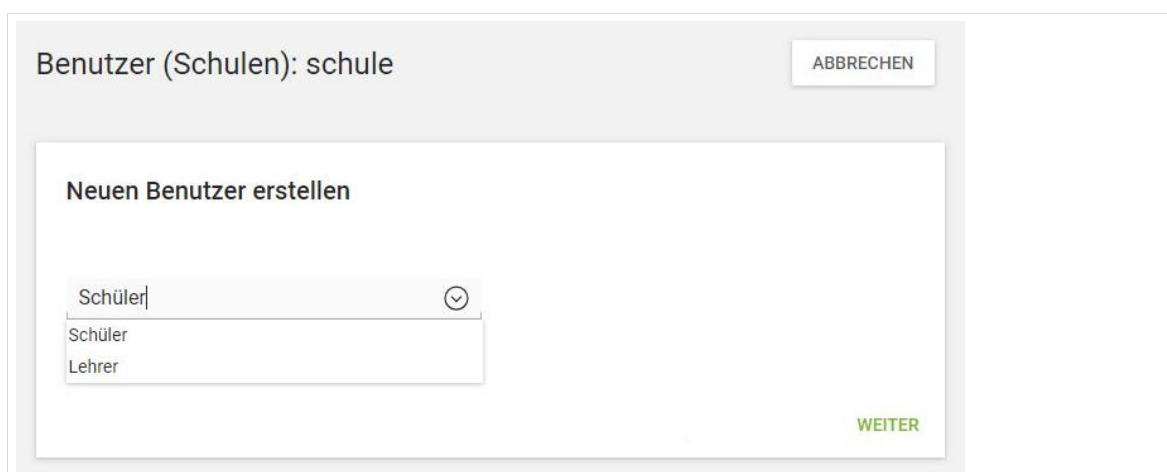 Benutzer (Schulen): schule
ABBRECHEN
Neuen Benutzer erstellen
Schüler
Schüler
Lehrer
WEITER